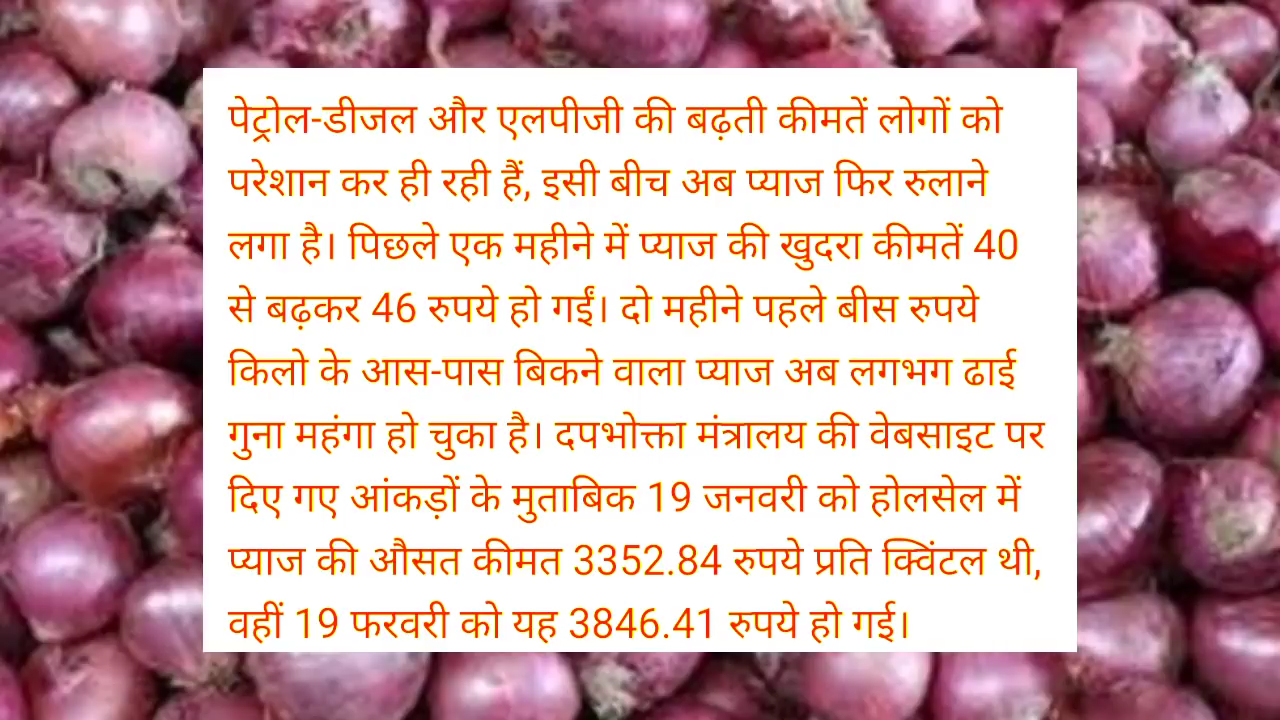 पेट्रोल-डीजल और एलपीजी की बढ़ती कीमतें लोगों को
परेशान कर ही रही हैं, इसी बीच अब प्याज फिर रुलाने
लगा है। पिछले एक महीने में प्याज की खुदरा कीमतें 40
से बढ़कर 46 रुपये हो गईं। दो महीने पहले बीस रुपये
किलो के आस-पास बिकने वाला प्याज अब लगभग ढाई
गुना महंगा हो चुका है। दपभोक्ता मंत्रालय की वेबसाइट पर
दिए गए आंकड़ों के मुताबिक 19 जनवरी को होलसेल में
प्याज की औसत कीमत 3352.84 रुपये प्रति क्विंटल थी,
वहीं 19 फरवरी को यह 3846.41 रुपये हो गई।